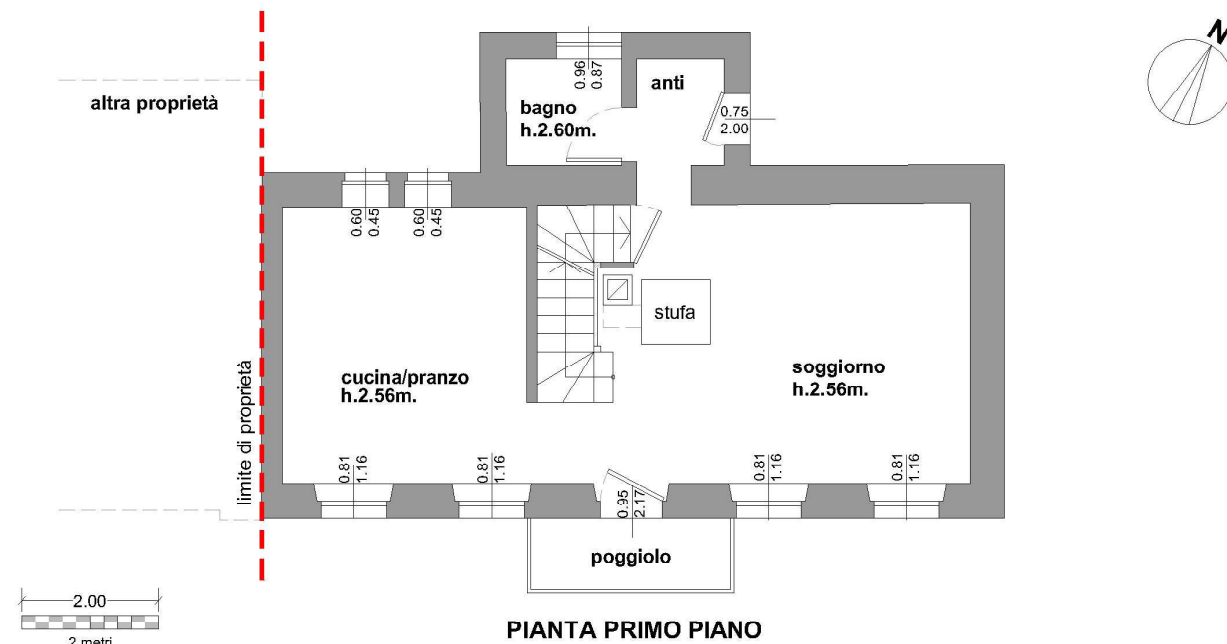 N
altra proprietà
anti
0.96
0.87
bagno
h.2.60m.
0.75
2.00
0.60
0.45
0.60
0.45
stufa
cucina/pranzo
h.2.56m.
soggiorno
h.2.56m.
limite di proprietà
0.81
1.16
0.81
1.16
0.95
2.17
0.81
1.16
0.81
1.16
poggiolo
2.00
2 metri
PIANTA PRIMO PIANO